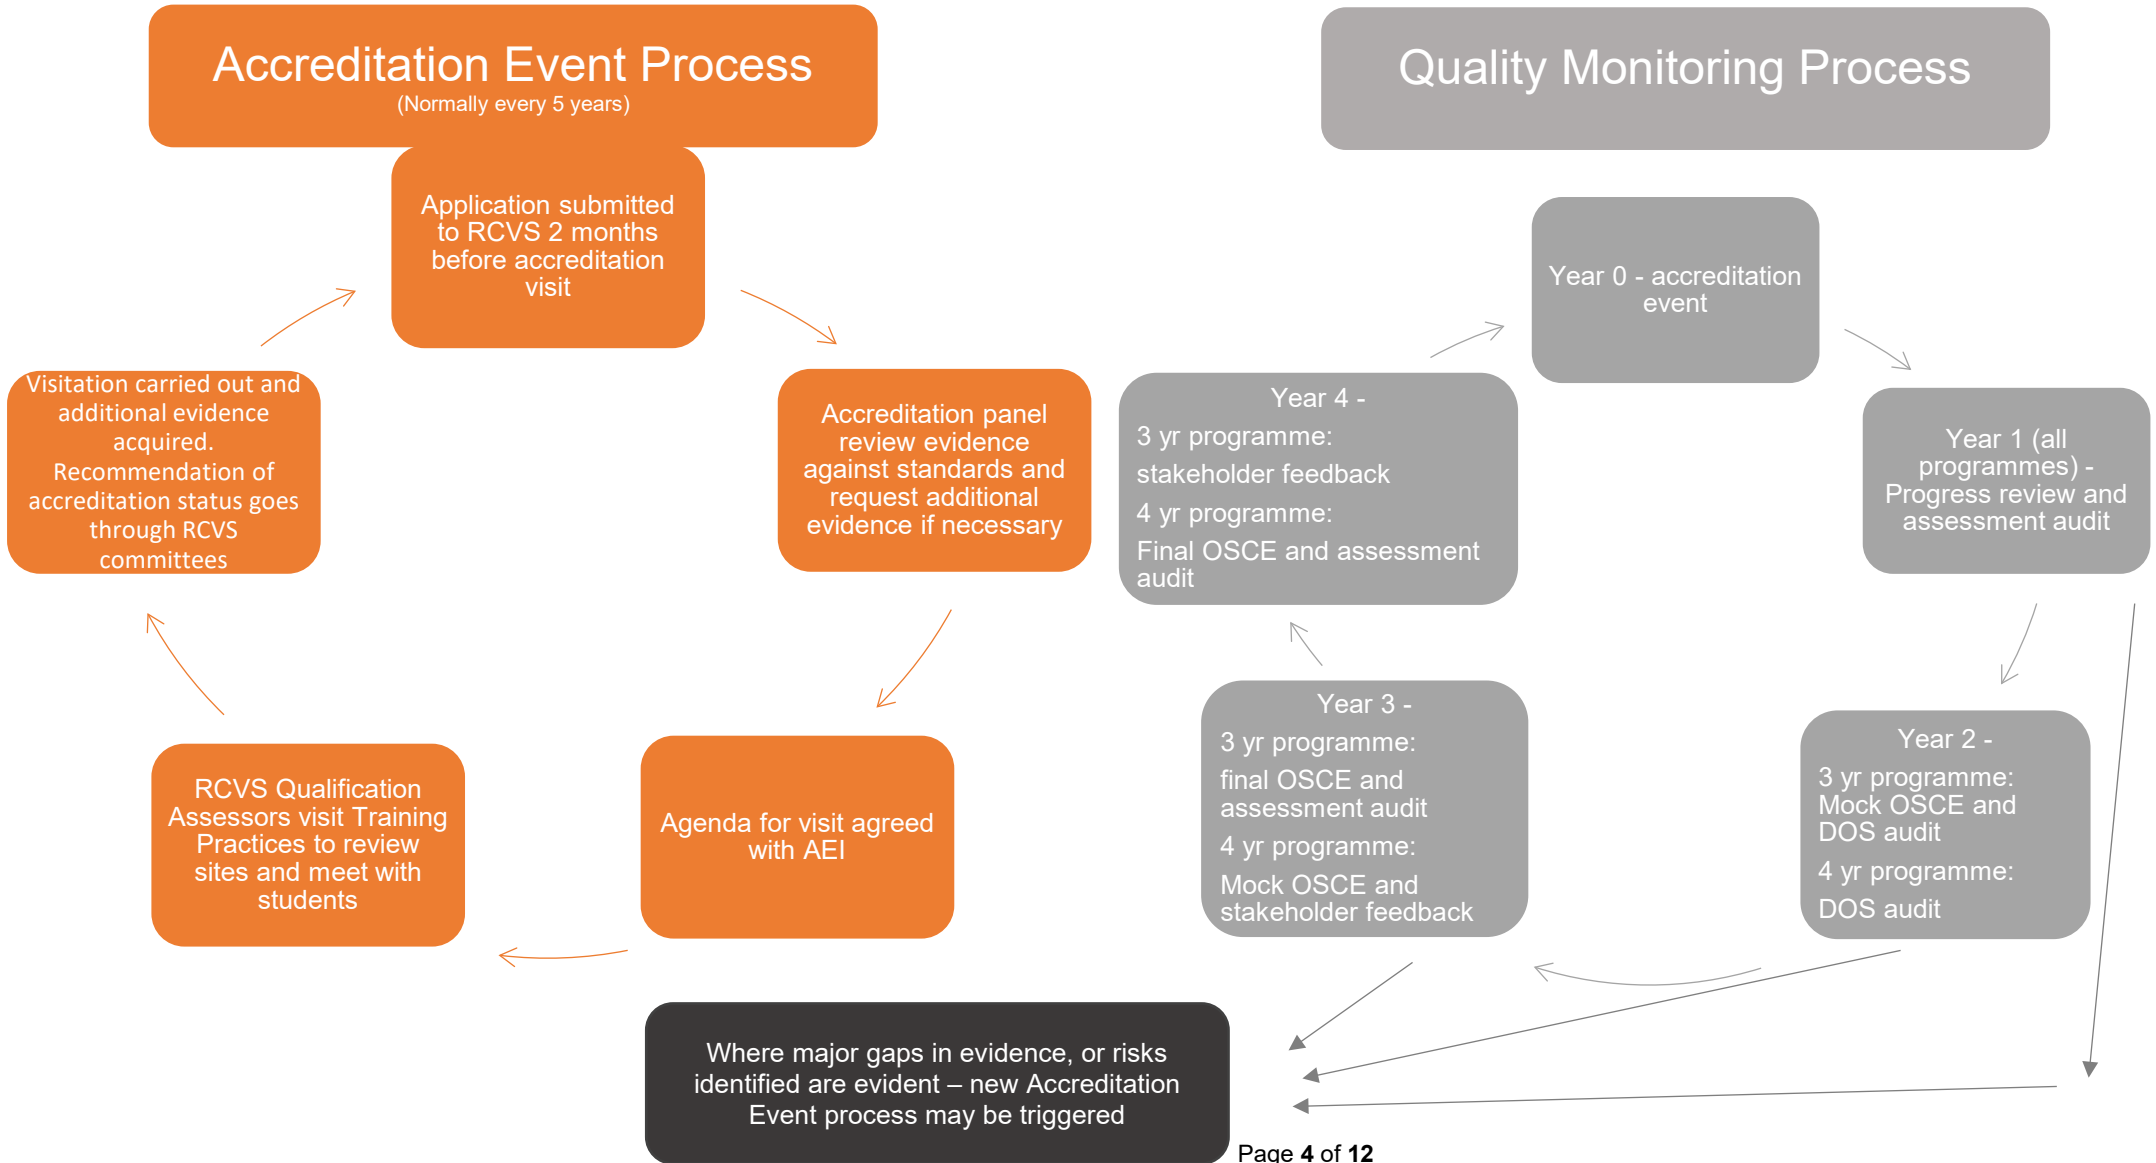 Accreditation Event Process
(Normally every 5 years)
Application submitted
to RCVS 2 months
before accreditation
visit
Accreditation panel
review evidence
against standards and
request additional
evidence if necessary
Agenda for visit agreed
with AEI
RCVS Qualification
Assessors visit Training
Practices to review
sites and meet with
students
Visitation carried out and
additional evidence
acquired.
Recommendation of
accreditation status goes
through RCVS
committees
Quality Monitoring Process
Year 0 - accreditation
event
Year 1 (all
programmes) -
Progress review and
assessment audit
Year 2 -
3 yr programme:
Mock OSCE and
DOS audit
4 yr programme:
DOS audit
Year 3 -
3 yr programme:
final OSCE and
assessment audit
4 yr programme:
Mock OSCE and
stakeholder feedback
Year 4 -
3 yr programme:
stakeholder feedback
4 yr programme:
Final OSCE and assessment
audit
Where major gaps in evidence, or risks
identified are evident – new Accreditation
Event process may be triggered
Page 4 of 12